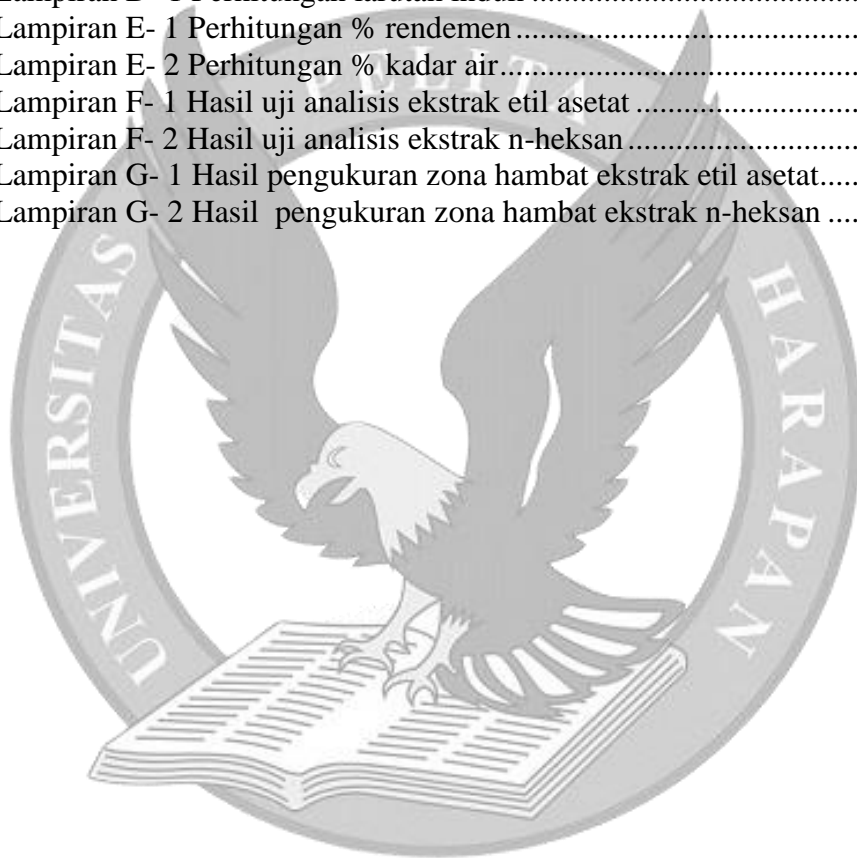 Lampiran E- 1 Perhitungan % rendemen ................................................
Lampiran E- 2 Perhitungan % kadar air..................................................
Lampiran F- 1 Hasil uji analisis ekstrak etil asetat ..............................
Lampiran F- 2 Hasil uji analisis ekstrak n-heksan ...............................
Lampiran G- 1 Hasil pengukuran zona hambat ekstrak etil asetat.....
Lampiran G- 2 Hasil  pengukuran zona hambat ekstrak n-heksan ....
UNIVERSITAS PELITA HARAPAN